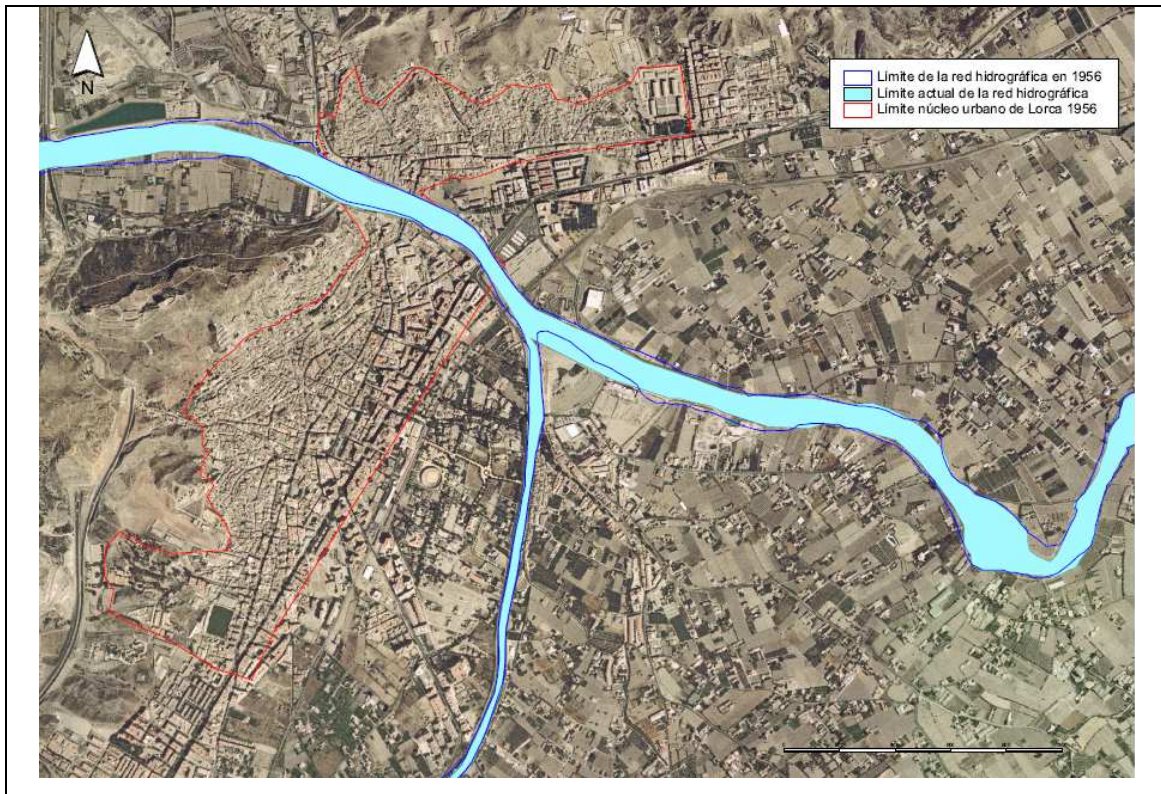 N
Límite de la red hidrográfica en 1956
Límite actual de la red hidrográfica
Límite núcleo urbano de Lorca 1956